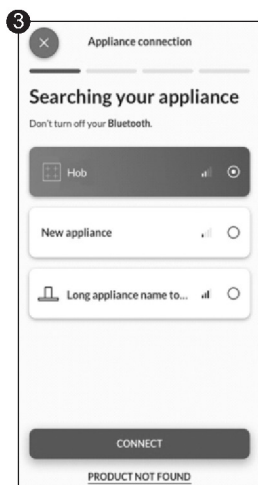 3
Appliance connection
Searching your appliance
Don't turn off your Bluetooth.
Hob
New appliance
Long appliance name to...
CONNECT
PRODUCT NOT FOUND